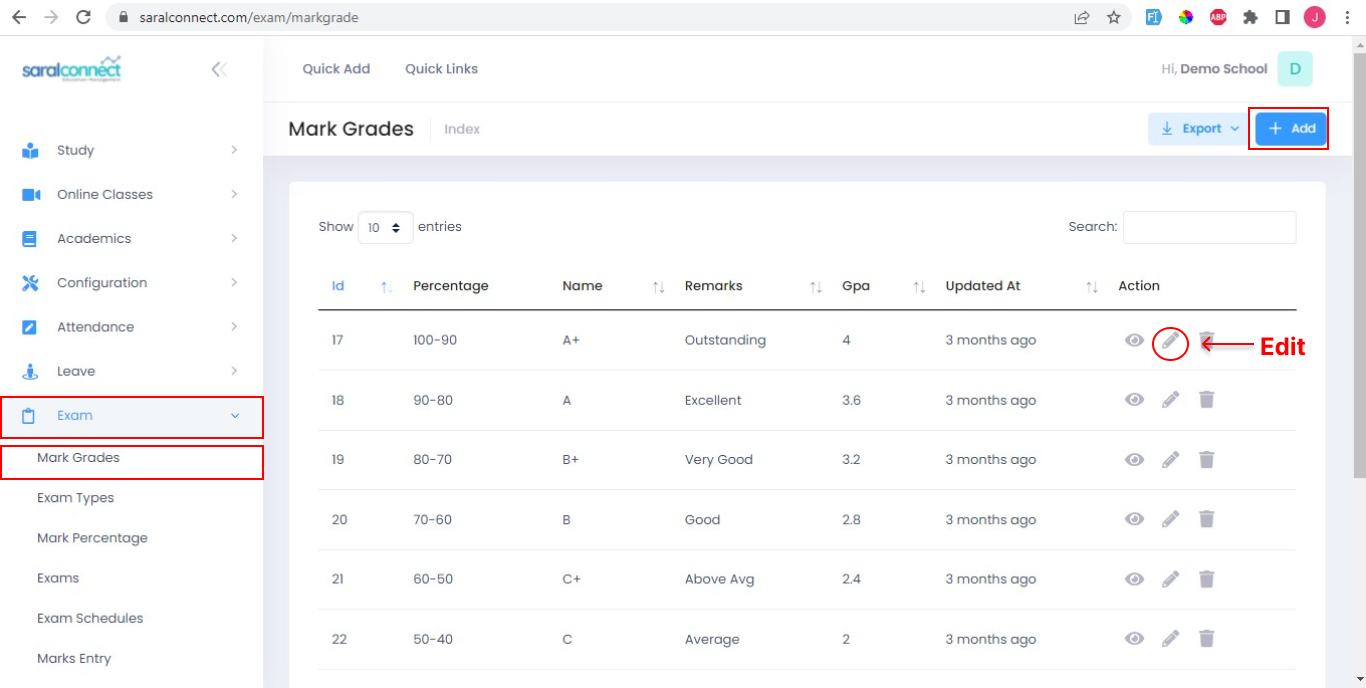 saralconnect.com/exam/markgrade
ABP
J
saralconnect
Quick Add Quick Links
Hi, Demo School D
Mark Grades Index
Export Add
Study
Online Classes
Academics
Configuration
Attendance
Leave
Exam
Mark Grades
Exam Types
Mark Percentage
Exams
Exam Schedules
Marks Entry
Show 10 entries
Search:
Id Percentage Name Remarks Gpa Updated At Action
17 100-90 A+ Outstanding 4 3 months ago
Edit
18 90-80 A Excellent 3.6 3 months ago
19 80-70 B+ Very Good 3.2 3 months ago
20 70-60 B Good 2.8 3 months ago
21 60-50 C+ Above Avg 2.4 3 months ago
22 50-40 C Average 2 3 months ago